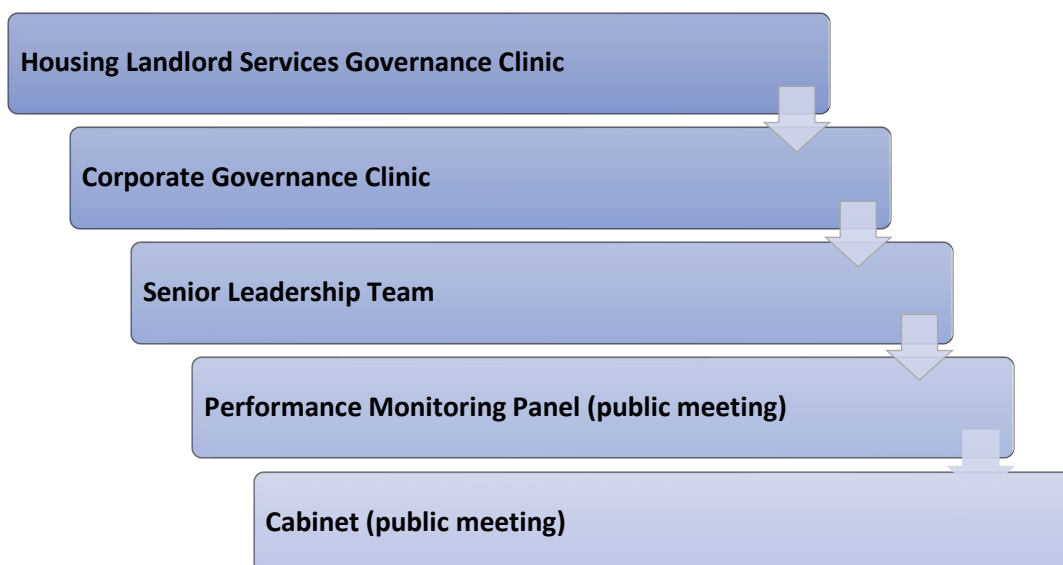 Housing Landlord Services Governance Clinic
Corporate Governance Clinic
Senior Leadership Team
Performance Monitoring Panel (public meeting)
Cabinet (public meeting)